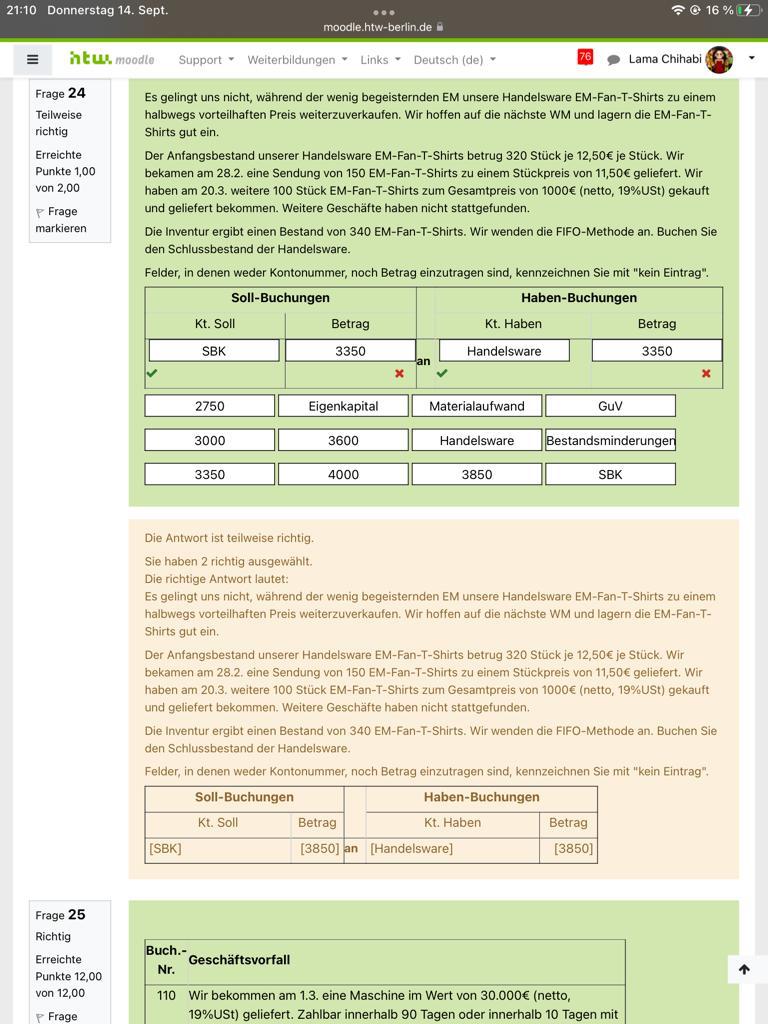 21:10 Donnerstag 14. Sept.
16 %
moodle.htw-berlin.de
htw. moodle
Support
Weiterbildungen
Links
Deutsch (de)
76
Lama Chihabi
Frage 24
Teilweise
richtig
Erreichte
Punkte 1,00
von 2,00
Frage
markieren
Es gelingt uns nicht, während der wenig begeisternden EM unsere Handelsware EM-Fan-T-Shirts zu einem
halbwegs vorteilhaften Preis weiterzuverkaufen. Wir hoffen auf die nächste WM und lagern die EM-Fan-T-
Shirts gut ein.
Der Anfangsbestand unserer Handelsware EM-Fan-T-Shirts betrug 320 Stück je 12,50€ je Stück. Wir
bekamen am 28.2. eine Sendung von 150 EM-Fan-T-Shirts zu einem Stückpreis von 11,50€ geliefert. Wir
haben am 20.3. weitere 100 Stück EM-Fan-T-Shirts zum Gesamtpreis von 1000€ (netto, 19%USt) gekauft
und geliefert bekommen. Weitere Geschäfte haben nicht stattgefunden.
Die Inventur ergibt einen Bestand von 340 EM-Fan-T-Shirts. Wir wenden die FIFO-Methode an. Buchen Sie
den Schlussbestand der Handelsware.
Felder, in denen weder Kontonummer, noch Betrag einzutragen sind, kennzeichnen Sie mit "kein Eintrag".
Soll-Buchungen Haben-Buchungen
Kt. Soll Betrag Kt. Haben Betrag
SBK 3350 an Handelsware 3350
2750 Eigenkapital Materialaufwand GuV
3000 3600 Handelsware Bestandsminderungen
3350 4000 3850 SBK
Die Antwort ist teilweise richtig.
Sie haben 2 richtig ausgewählt.
Die richtige Antwort lautet:
Es gelingt uns nicht, während der wenig begeisternden EM unsere Handelsware EM-Fan-T-Shirts zu einem
halbwegs vorteilhaften Preis weiterzuverkaufen. Wir hoffen auf die nächste WM und lagern die EM-Fan-T-
Shirts gut ein.
Der Anfangsbestand unserer Handelsware EM-Fan-T-Shirts betrug 320 Stück je 12,50€ je Stück. Wir
bekamen am 28.2. eine Sendung von 150 EM-Fan-T-Shirts zu einem Stückpreis von 11,50€ geliefert. Wir
haben am 20.3. weitere 100 Stück EM-Fan-T-Shirts zum Gesamtpreis von 1000€ (netto, 19%USt) gekauft
und geliefert bekommen. Weitere Geschäfte haben nicht stattgefunden.
Die Inventur ergibt einen Bestand von 340 EM-Fan-T-Shirts. Wir wenden die FIFO-Methode an. Buchen Sie
den Schlussbestand der Handelsware.
Felder, in denen weder Kontonummer, noch Betrag einzutragen sind, kennzeichnen Sie mit "kein Eintrag".
Soll-Buchungen Haben-Buchungen
Kt. Soll Betrag Kt. Haben Betrag
[SBK] [3850] an [Handelsware] [3850]
Frage 25
Richtig
Erreichte
Punkte 12,00
von 12,00
Frage
Buch.-
Nr. Geschäftsvorfall
110 Wir bekommen am 1.3. eine Maschine im Wert von 30.000€ (netto,
19%USt) geliefert. Zahlbar innerhalb 90 Tagen oder innerhalb 10 Tagen mit